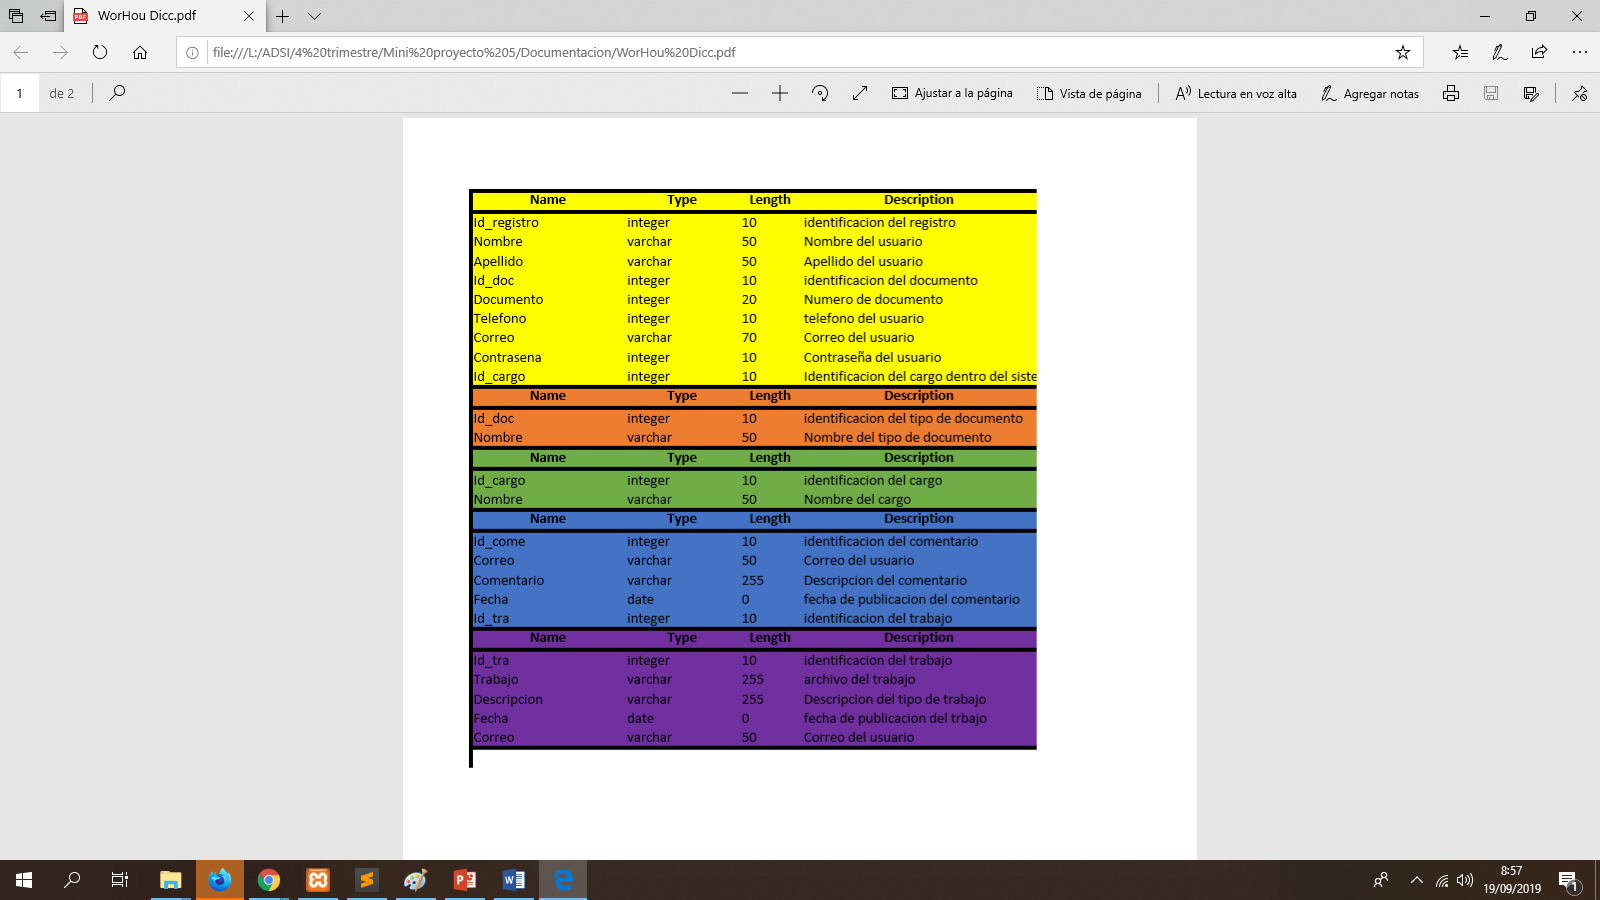 WorHou Dicc.pdf
file:///L:/ADSI/4%20trimestre/Mini%20proyecto%205/Documentacion/WorHou%20Dicc.pdf
1 de 2 Ajustar a la página Vista de página Lectura en voz alta Agregar notas
Name Type Length Description
Id_registro integer 10 identificacion del registro
Nombre varchar 50 Nombre del usuario
Apellido varchar 50 Apellido del usuario
Id_doc integer 10 identificacion del documento
Documento integer 20 Numero de documento
Telefono integer 10 telefono del usuario
Correo varchar 70 Correo del usuario
Contrasena integer 10 Contraseña del usuario
Id_cargo integer 10 Identificacion del cargo dentro del siste
Name Type Length Description
Id_doc integer 10 identificacion del tipo de documento
Nombre varchar 50 Nombre del tipo de documento
Name Type Length Description
Id_cargo integer 10 identificacion del cargo
Nombre varchar 50 Nombre del cargo
Name Type Length Description
Id_come integer 10 identificacion del comentario
Correo varchar 50 Correo del usuario
Comentario varchar 255 Descripcion del comentario
Fecha date 0 fecha de publicacion del comentario
Id_tra integer 10 identificacion del trabajo
Name Type Length Description
Id_tra integer 10 identificacion del trabajo
Trabajo varchar 255 archivo del trabajo
Descripcion varchar 255 Descripcion del tipo de trabajo
Fecha date 0 fecha de publicacion del trbajo
Correo varchar 50 Correo del usuario
8:57
19/09/2019
1